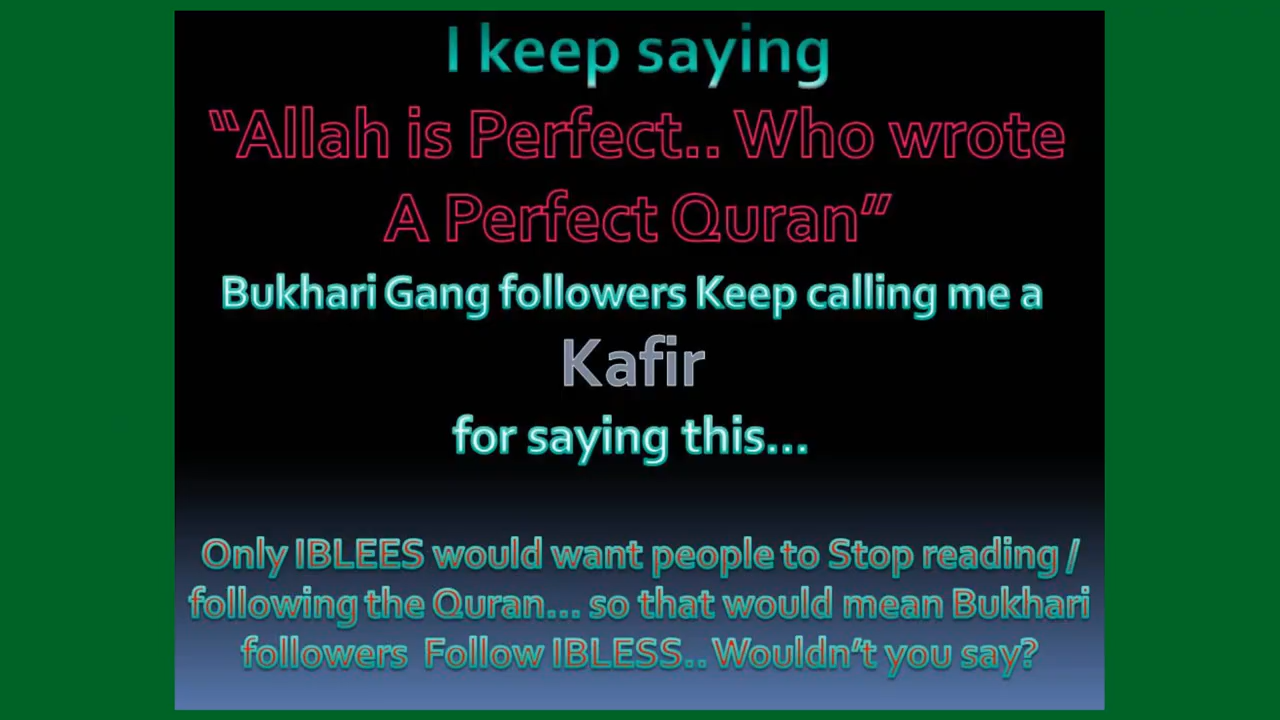 I keep saying
“Allah is Perfect.. Who wrote
A Perfect Quran”
Bukhari Gang followers Keep calling me a
Kafir
for saying this...
Only IBLEES would want people to Stop reading /
following the Quran... so that would mean Bukhari
followers Follow IBLESS.. Wouldn’t you say?